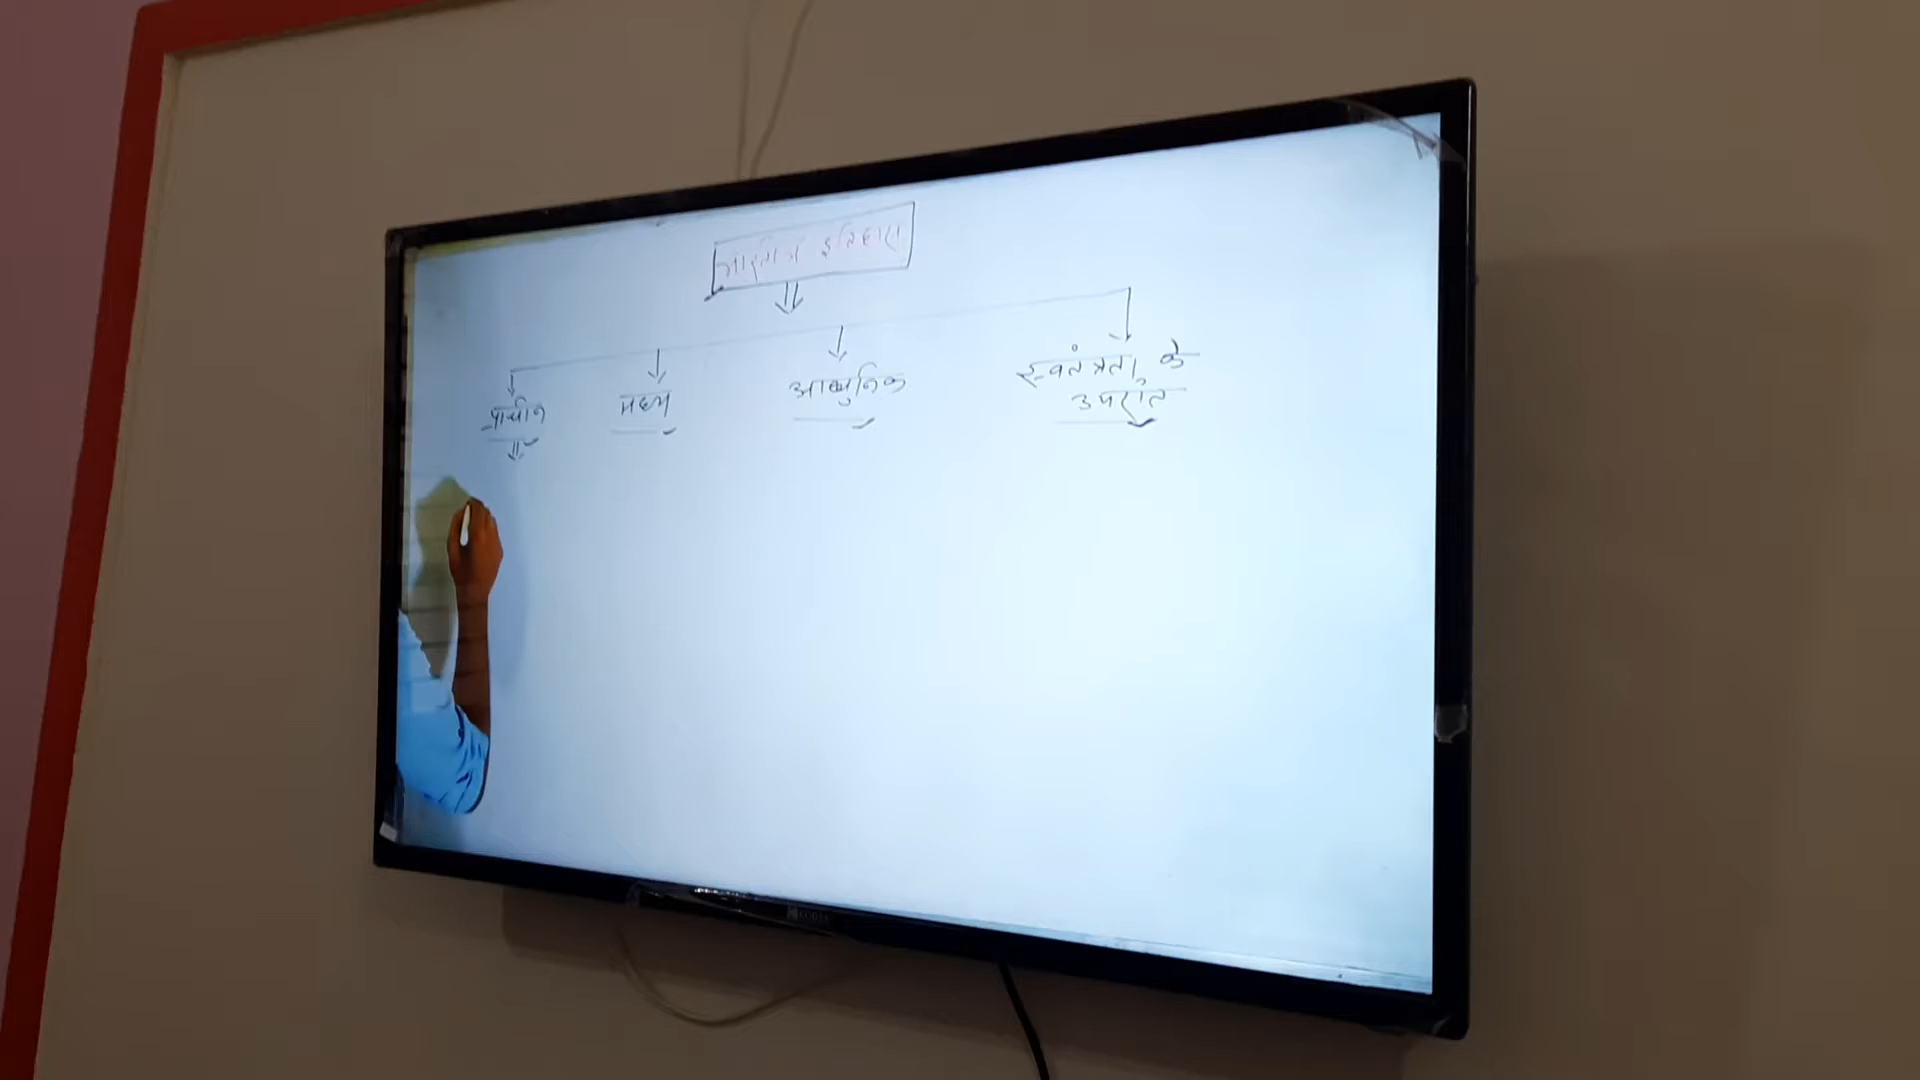 भारतीय इतिहास
प्राचीन मध्य आधुनिक स्वतंत्रता के
उपरांत